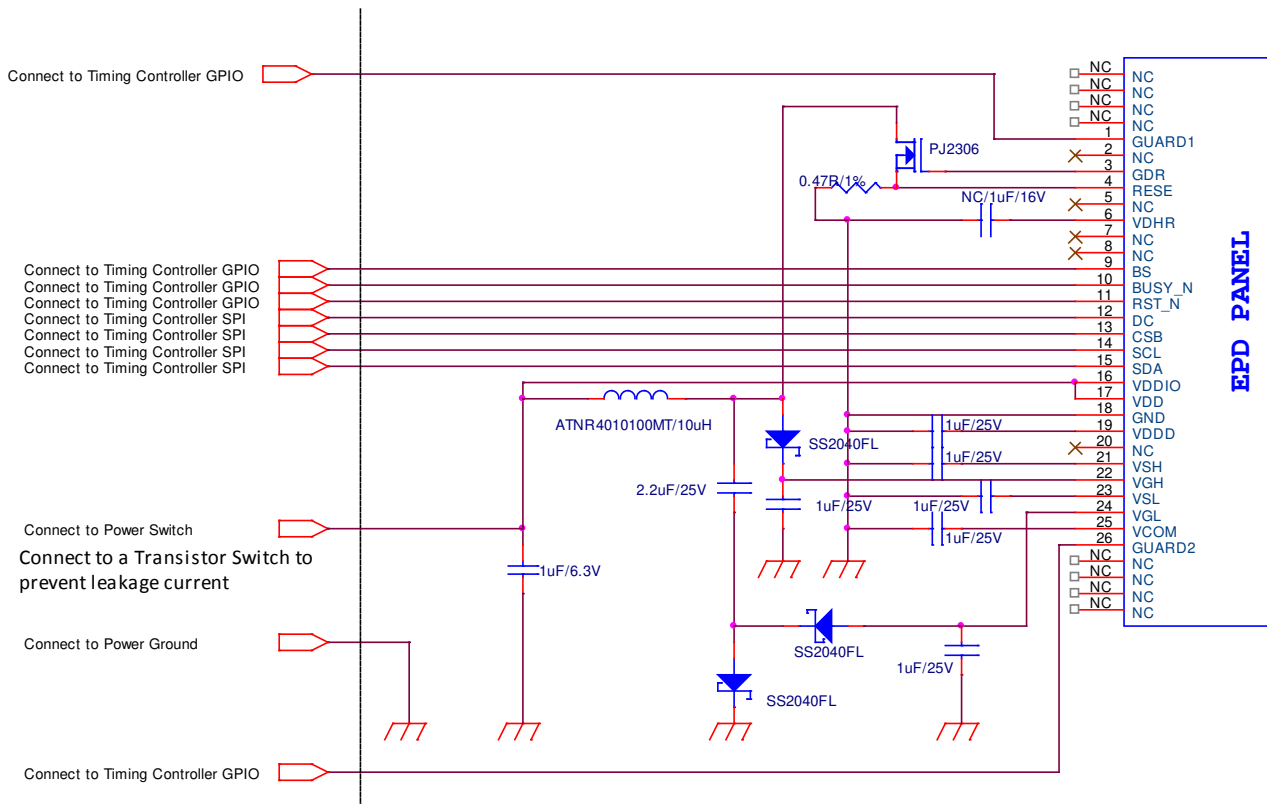 Connect to Timing Controller GPIO
NC
NC
NC
NC
NC
NC
NC
NC
1
GUARD1
2
NC
3
GDR
4
RESE
5
NC
6
VDHR
7
NC
8
NC
9
BS
10
BUSY_N
11
RST_N
12
DC
13
CSB
14
SCL
15
SDA
16
VDDIO
17
VDD
18
GND
19
VDDD
20
NC
21
VSH
22
VGH
23
VSL
24
VGL
25
VCOM
26
GUARD2
NC
NC
NC
NC
NC
NC
NC
NC
EPD PANEL
PJ2306
0.47R/1%
NC/1uF/16V
Connect to Timing Controller GPIO
Connect to Timing Controller GPIO
Connect to Timing Controller GPIO
Connect to Timing Controller SPI
Connect to Timing Controller SPI
Connect to Timing Controller SPI
Connect to Timing Controller SPI
ATNR4010100MT/10uH
SS2040FL
1uF/25V
1uF/25V
2.2uF/25V
1uF/25V
1uF/25V
1uF/25V
Connect to Power Switch
Connect to a Transistor Switch to
prevent leakage current
1uF/6.3V
Connect to Power Ground
SS2040FL
1uF/25V
SS2040FL
Connect to Timing Controller GPIO